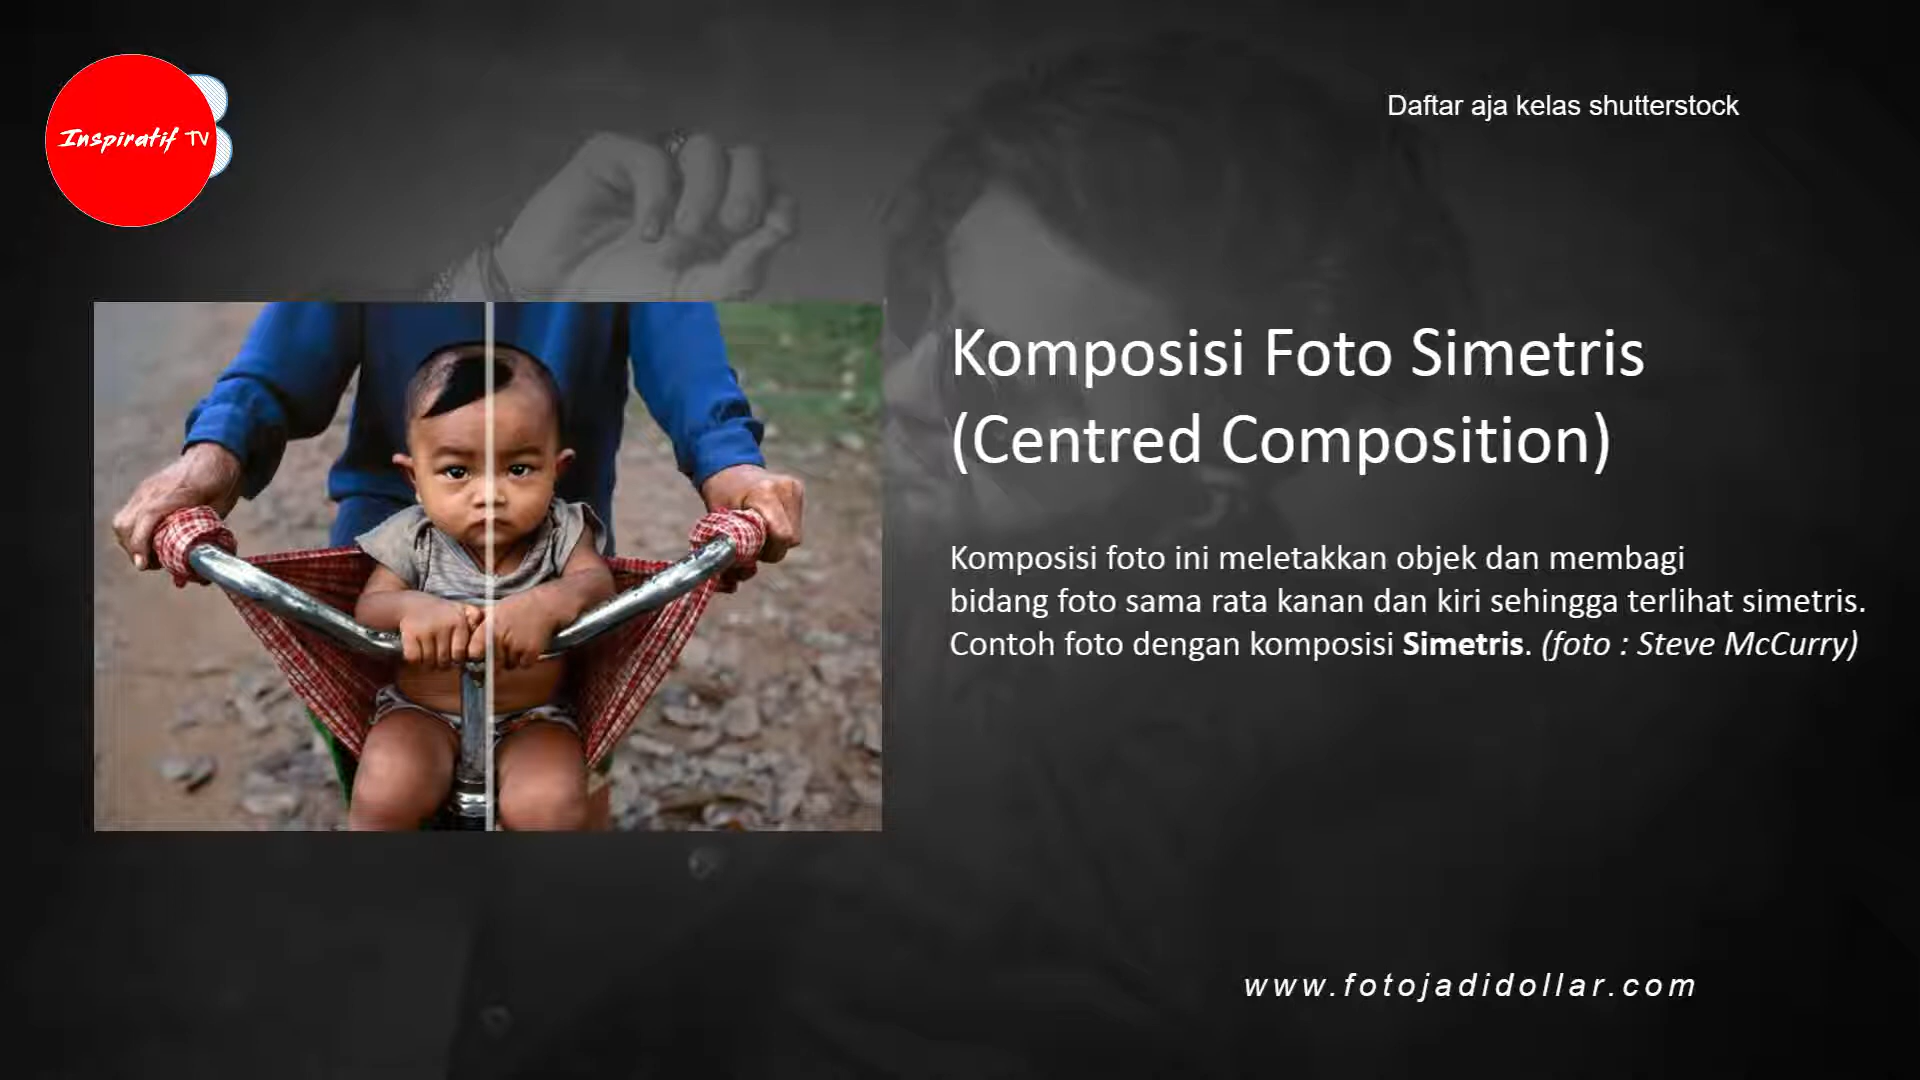 Inspiratif TV
Daftar aja kelas shutterstock
Komposisi Foto Simetris
(Centred Composition)
Komposisi foto ini meletakkan objek dan membagi
bidang foto sama rata kanan dan kiri sehingga terlihat simetris.
Contoh foto dengan komposisi Simetris. (foto : Steve McCurry)
www.fotojadidollar.com